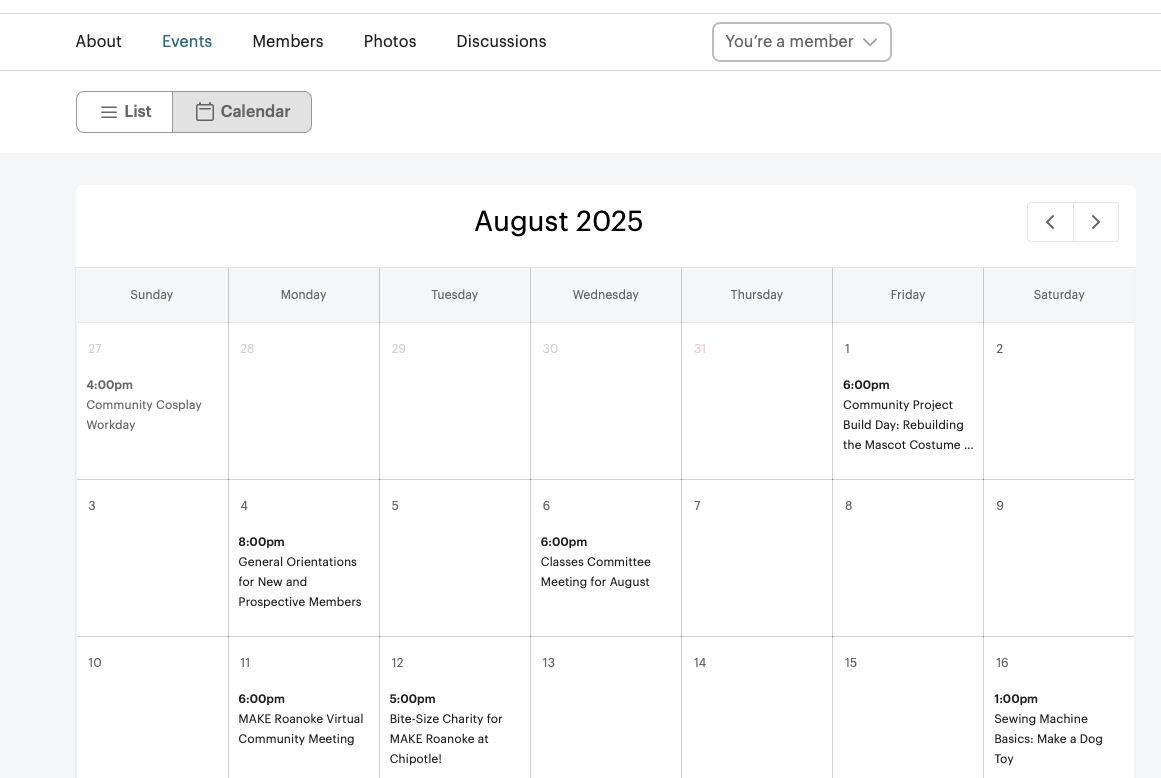 About Events Members Photos Discussions You're a member
List Calendar
August 2025
Sunday Monday Tuesday Wednesday Thursday Friday Saturday
27 28 29 30 31 1 2
4:00pm
Community Cosplay
Workday
6:00pm
Community Project
Build Day: Rebuilding
the Mascot Costume ...
3 4 5 6 7 8 9
8:00pm
General Orientations
for New and
Prospective Members
6:00pm
Classes Committee
Meeting for August
10 11 12 13 14 15 16
6:00pm
MAKE Roanoke Virtual
Community Meeting
5:00pm
Bite-Size Charity for
MAKE Roanoke at
Chipotle!
1:00pm
Sewing Machine
Basics: Make a Dog
Toy